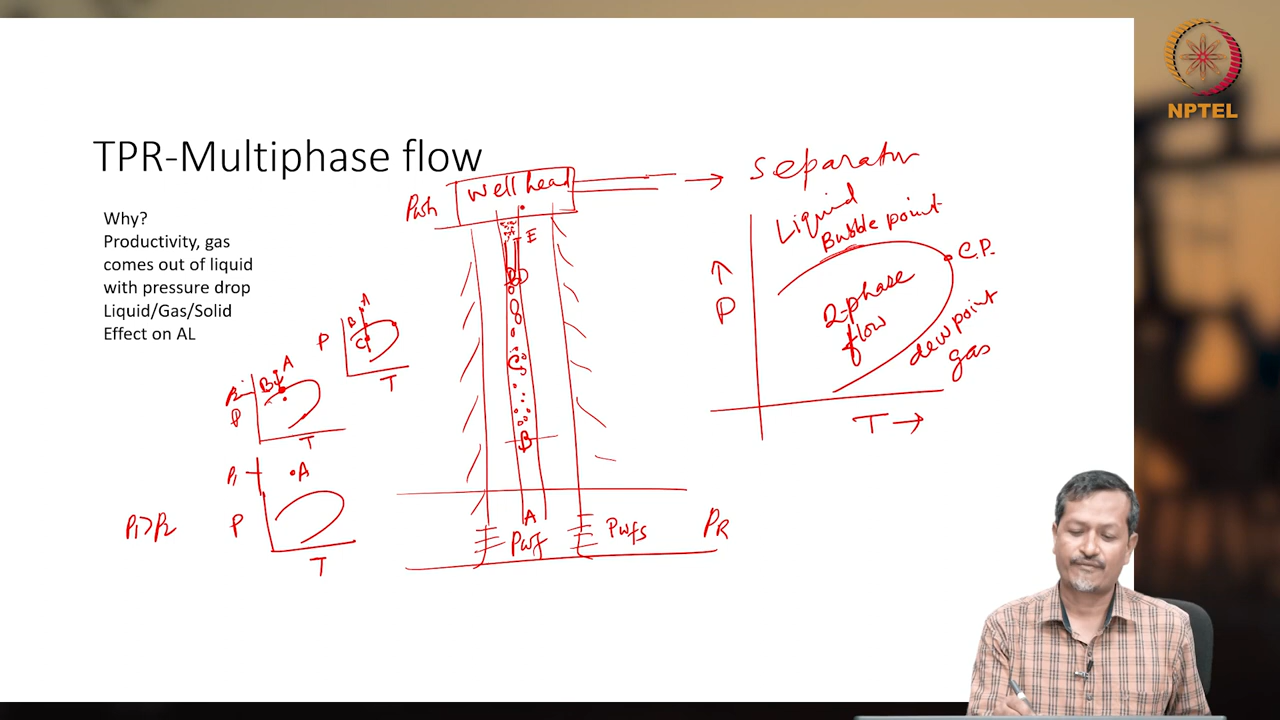 NPTEL
TPR-Multiphase flow
Why?
Productivity, gas
comes out of liquid
with pressure drop
Liquid/Gas/Solid
Effect on AL
Well head
Pwh
Separator
Liquid
Bubble point
C.P.
2-phase
flow
dew point
gas
P
T
E
D
C
B
A
Pwf
Pwfs
PR
A
B
C
P
T
A
B
P2
P
T
P1
A
P
T
P1>P2